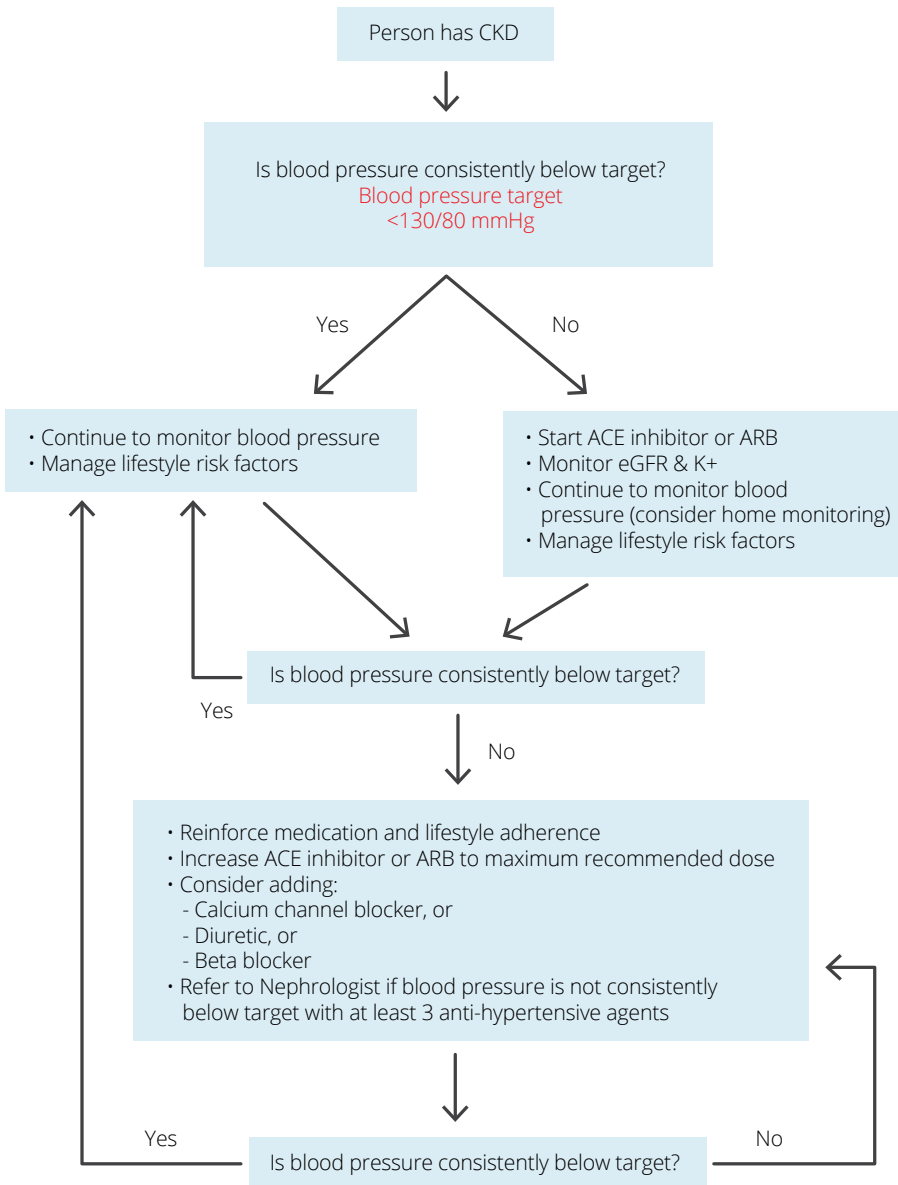 Person has CKD
Is blood pressure consistently below target?
Blood pressure target
<130/80 mmHg
Yes
No
• Continue to monitor blood pressure
• Manage lifestyle risk factors
• Start ACE inhibitor or ARB
• Monitor eGFR & K+
• Continue to monitor blood
pressure (consider home monitoring)
• Manage lifestyle risk factors
Is blood pressure consistently below target?
Yes
No
• Reinforce medication and lifestyle adherence
• Increase ACE inhibitor or ARB to maximum recommended dose
• Consider adding:
- Calcium channel blocker, or
- Diuretic, or
- Beta blocker
• Refer to Nephrologist if blood pressure is not consistently
below target with at least 3 anti-hypertensive agents
Yes
No
Is blood pressure consistently below target?